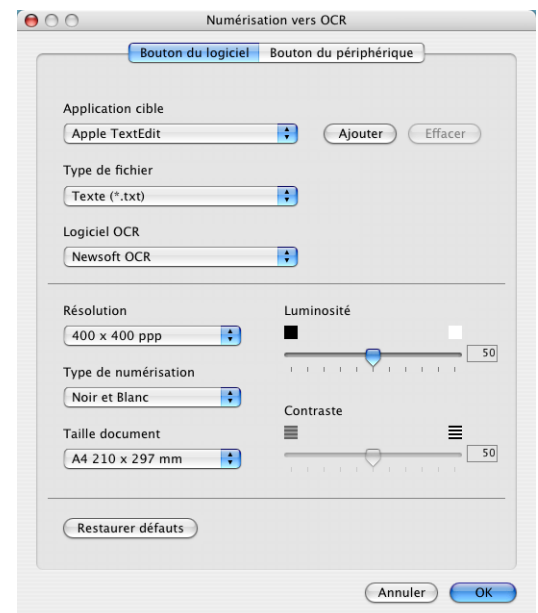 Numérisation vers OCR
Bouton du logiciel Bouton du périphérique
Application cible
Apple TextEdit Ajouter Effacer
Type de fichier
Texte (*.txt)
Logiciel OCR
Newsoft OCR
Résolution Luminosité
400 x 400 ppp
50
Type de numérisation
Noir et Blanc
Contraste
Taille document
A4 210 x 297 mm 50
Restaurer défauts
Annuler OK